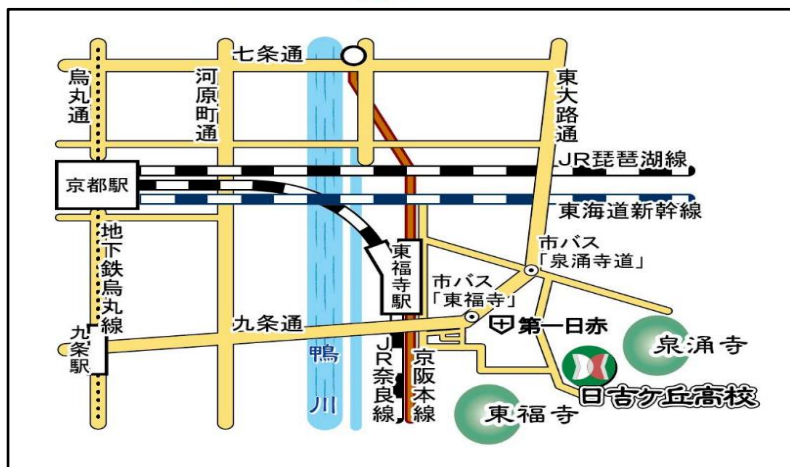 七条通
烏丸通
河原町通
東大路通
JR琵琶湖線
京都駅
東海道新幹線
地下鉄烏丸線
東福寺駅
市バス
「泉涌寺道」
市バス
「東福寺」
九条駅
九条通
第一日赤
鴨川
JR奈良線
京阪本線
泉涌寺
日吉ケ丘高校
東福寺